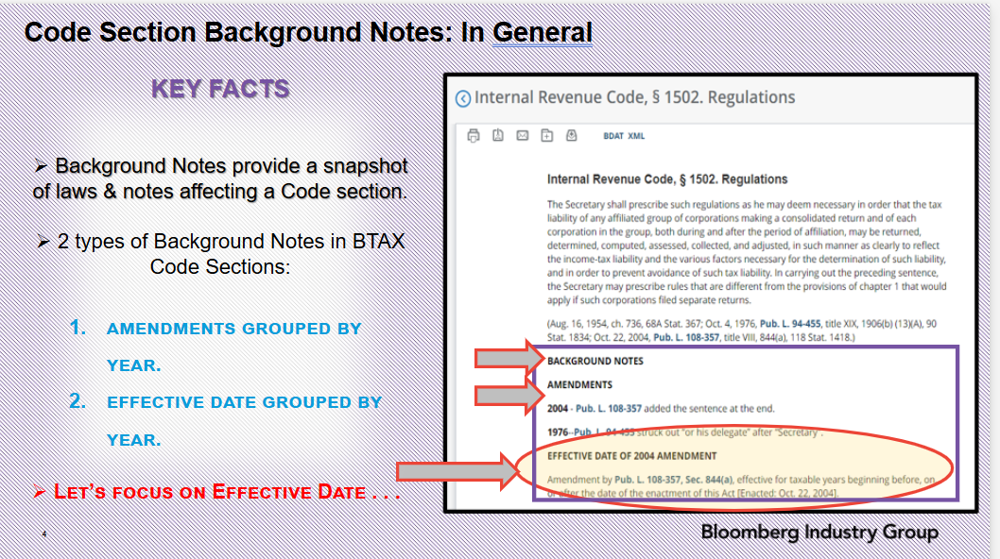 Code Section Background Notes: In General
KEY FACTS
➢ Background Notes provide a snapshot
of laws & notes affecting a Code section.
➢ 2 types of Background Notes in BTAX
Code Sections:
1. AMENDMENTS GROUPED BY
YEAR.
2. EFFECTIVE DATE GROUPED BY
YEAR.
➢ LET'S FOCUS ON EFFECTIVE DATE . . .
4
Internal Revenue Code, § 1502. Regulations
BDAT XML
Internal Revenue Code, § 1502. Regulations
The Secretary shall prescribe such regulations as he may deem necessary in order that the tax
liability of any affiliated group of corporations making a consolidated return and of each
corporation in the group, both during and after the period of affiliation, may be returned,
determined, computed, assessed, collected, and adjusted, in such manner as clearly to reflect
the income-tax liability and the various factors necessary for the determination of such liability,
and in order to prevent avoidance of such tax liability. In carrying out the preceding sentence,
the Secretary may prescribe rules that are different from the provisions of chapter 1 that would
apply if such corporations filed separate returns.
(Aug. 16, 1954, ch. 736, 68A Stat. 367; Oct. 4, 1976, Pub. L. 94-455, title XIX, 1906(b) (13)(A), 90
Stat. 1834; Oct. 22, 2004, Pub. L. 108-357, title VIII, 844(a), 118 Stat. 1418.)
BACKGROUND NOTES
AMENDMENTS
2004 - Pub. L. 108-357 added the sentence at the end.
1976--Pub. L. 94-455 struck out "or his delegate" after "Secretary".
EFFECTIVE DATE OF 2004 AMENDMENT
Amendment by Pub. L. 108-357, Sec. 844(a), effective for taxable years beginning before, on,
or after the date of the enactment of this Act [Enacted: Oct. 22, 2004].
Bloomberg Industry Group